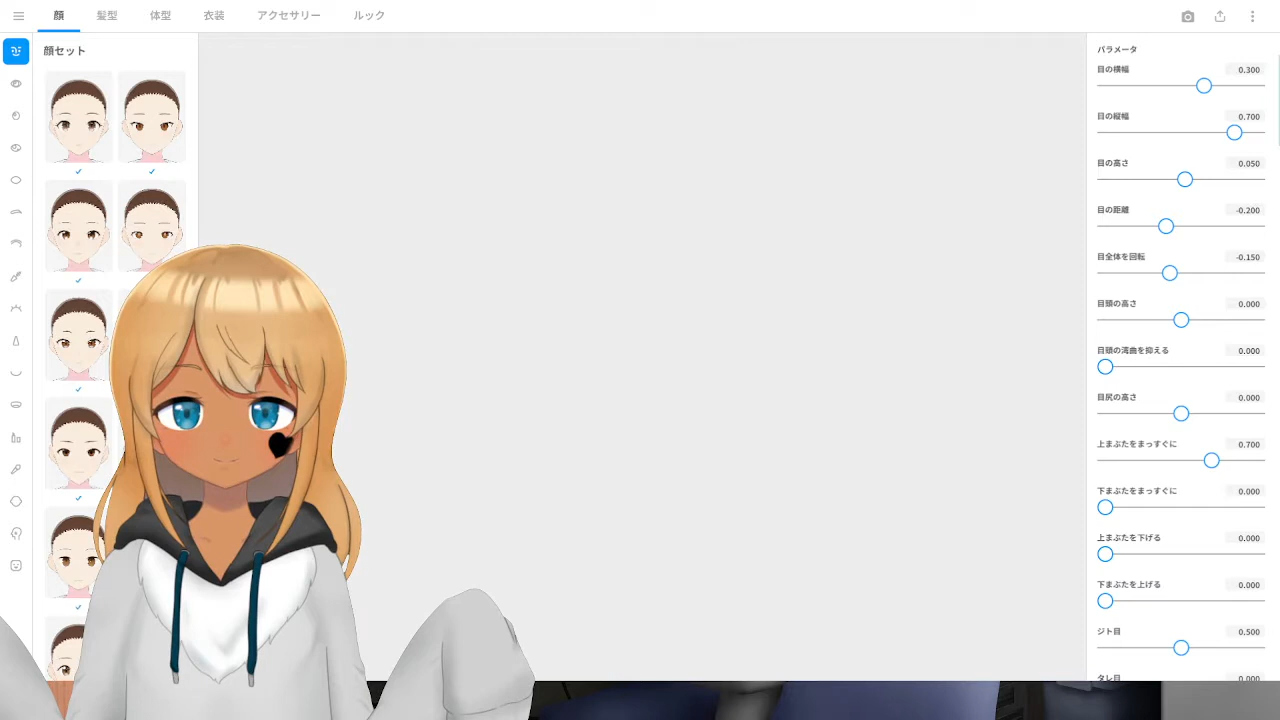 顔
髪型
体型
衣装
アクセサリー
ルック
顔セット
パラメータ
目の横幅
0.300
目の縦幅
0.700
目の高さ
0.050
目の距離
-0.200
目全体を回転
-0.150
目頭の高さ
0.000
目頭の湾曲を抑える
0.000
目尻の高さ
0.000
上まぶたをまっすぐに
0.700
下まぶたをまっすぐに
0.000
上まぶたを下げる
0.000
下まぶたを上げる
0.000
ジト目
0.500
タレ目
0.000